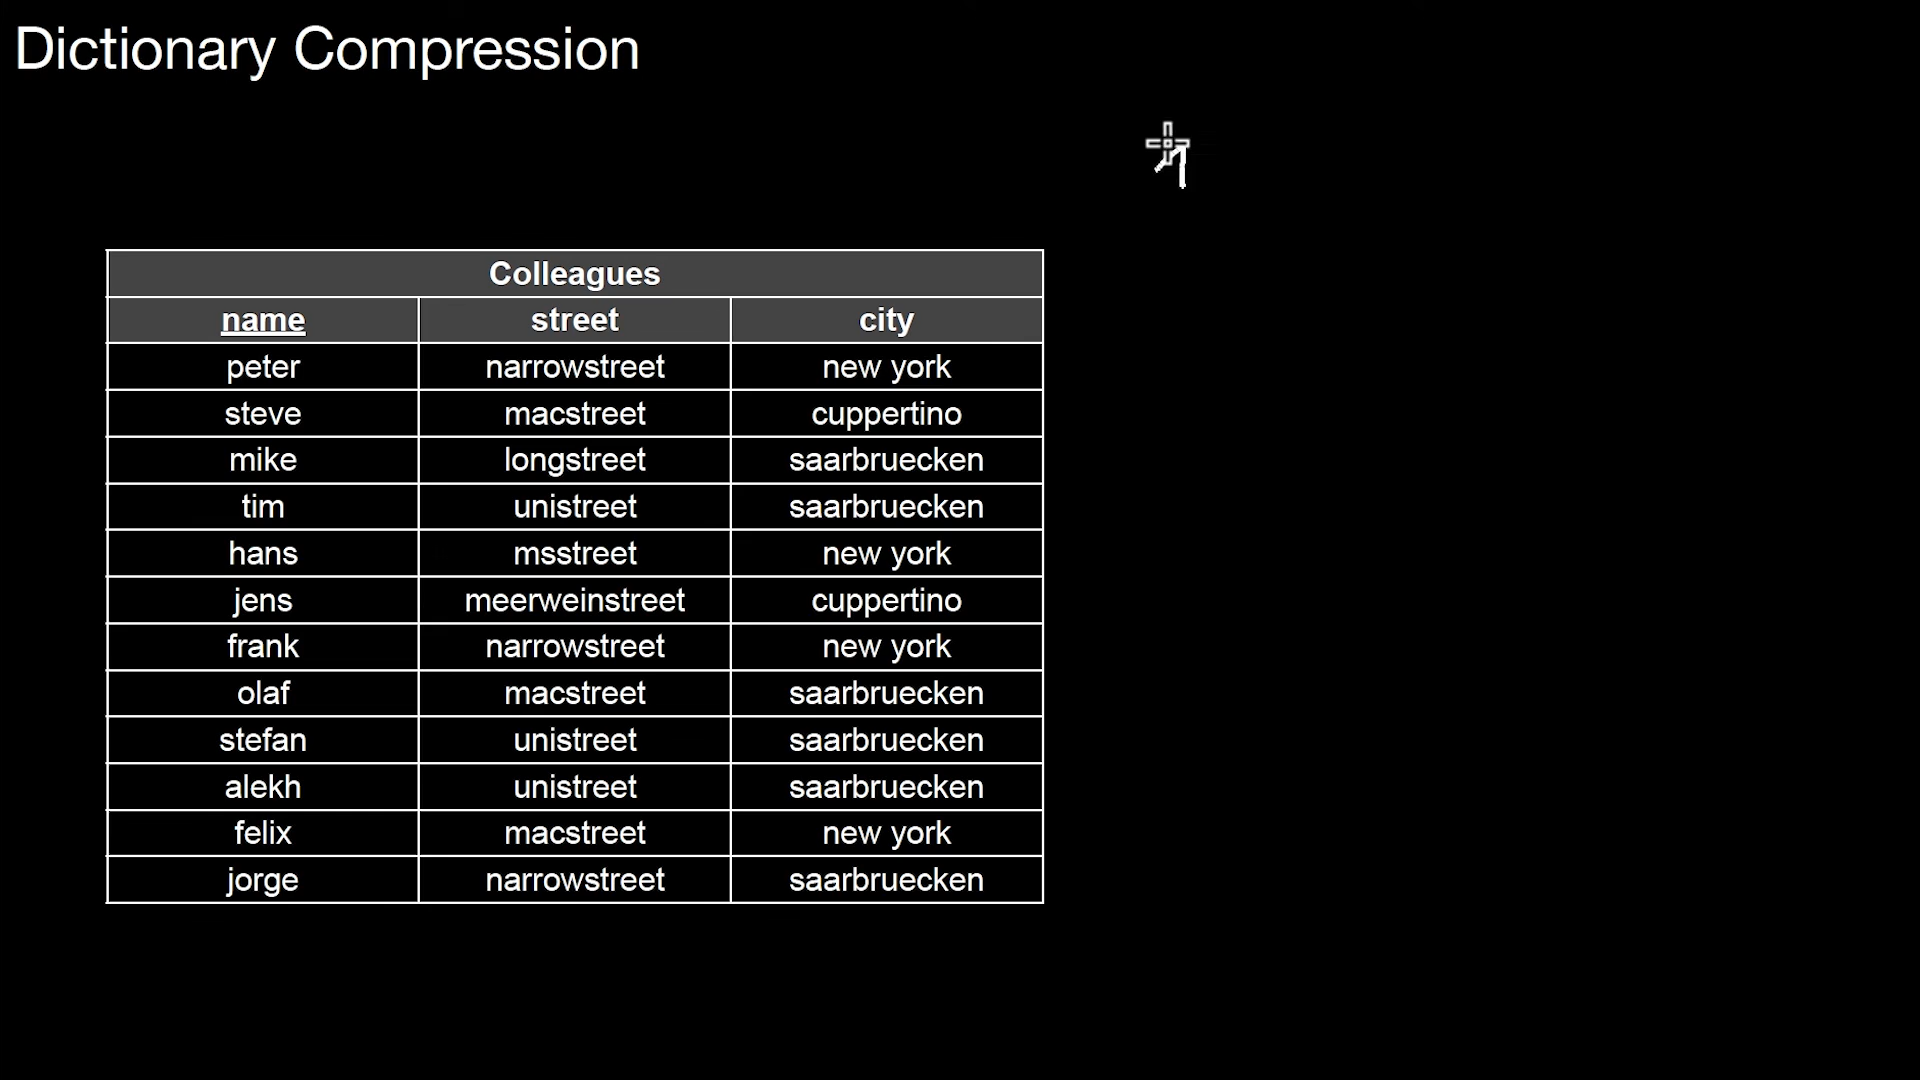 Dictionary Compression
1
Colleagues
name street city
peter narrowstreet new york
steve macstreet cuppertino
mike longstreet saarbruecken
tim unistreet saarbruecken
hans msstreet new york
jens meerweinstreet cuppertino
frank narrowstreet new york
olaf macstreet saarbruecken
stefan unistreet saarbruecken
alekh unistreet saarbruecken
felix macstreet new york
jorge narrowstreet saarbruecken